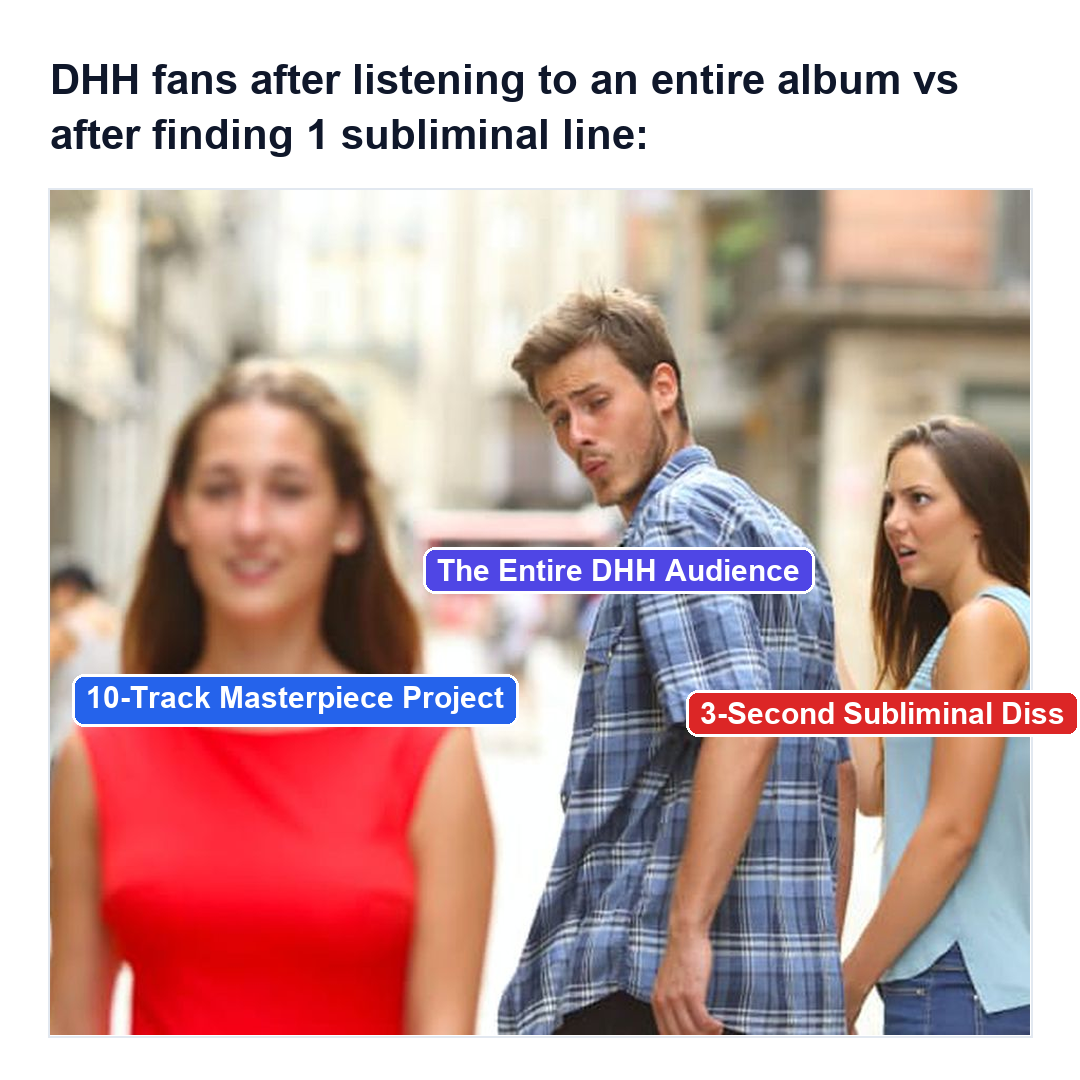 DHH fans after listening to an entire album vs
after finding 1 subliminal line:
The Entire DHH Audience
10-Track Masterpiece Project
3-Second Subliminal Diss